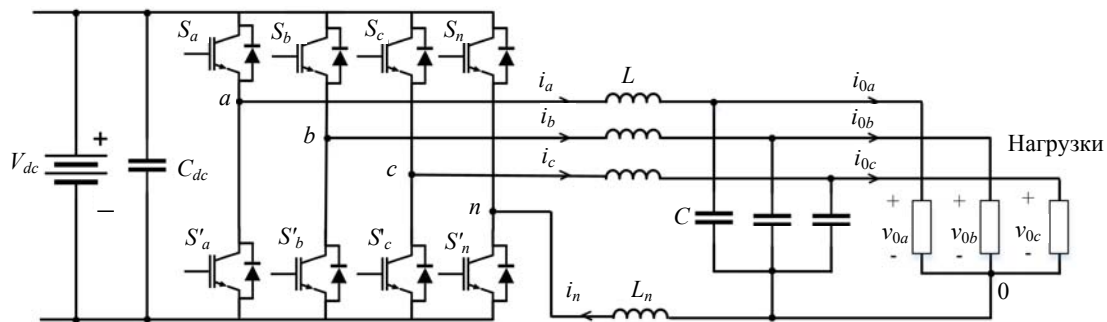 S_a S_b S_c S_n
i_a L i_0a
a
i_b i_0b
b
Нагрузки
i_c i_0c
+
V_dc C_dc
c
–
n
C
+ + +
v_0a v_0b v_0c
- - -
S'_a S'_b S'_c S'_n
i_n L_n
0